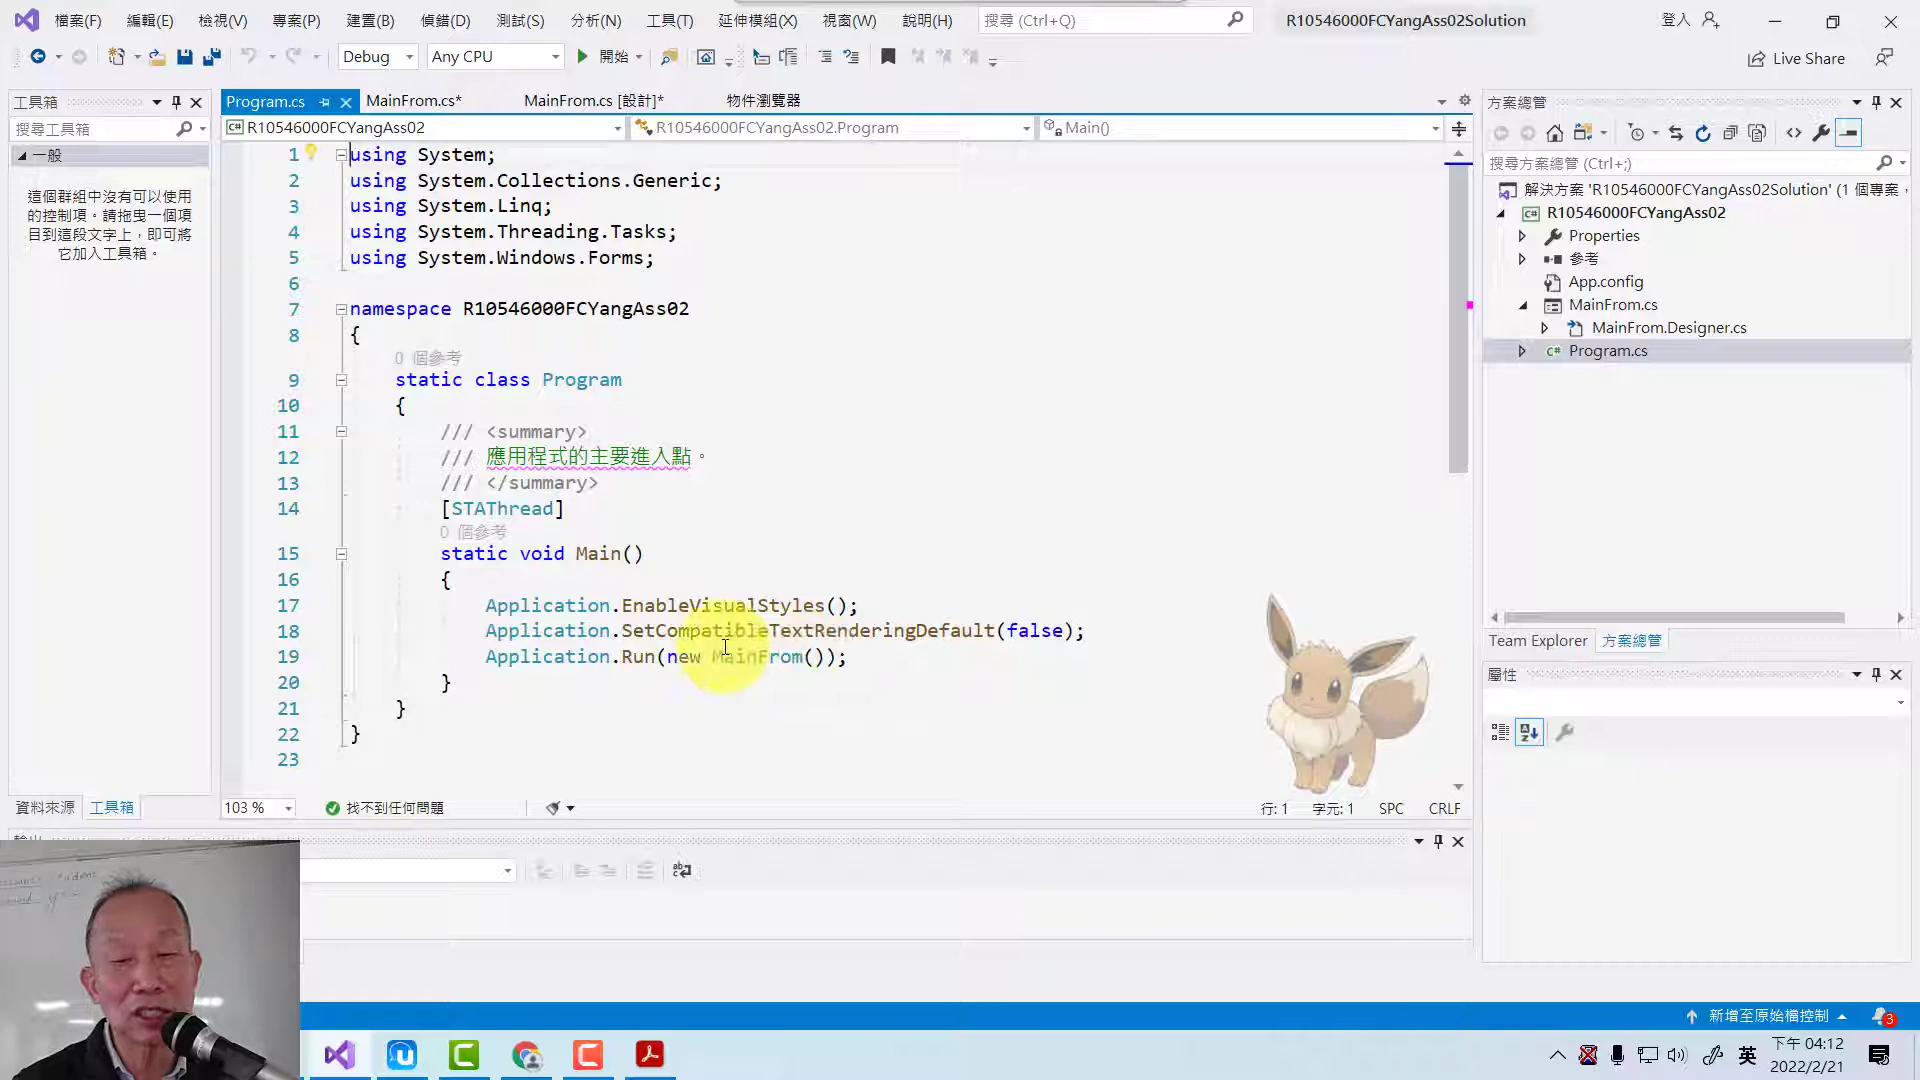 檔案(F) 編輯(E) 檢視(V) 專案(P) 建置(B) 偵錯(D) 測試(S) 分析(N) 工具(T) 延伸模組(X) 視窗(W) 說明(H) 搜尋 (Ctrl+Q) R10546000FCYangAss02Solution 登入
Debug Any CPU 開始 Live Share
工具箱
搜尋工具箱
一般
這個群組中沒有可以使用
的控制項。請拖曳一個項
目到這段文字上，即可將
它加入工具箱。
資料來源 工具箱
Program.cs MainFrom.cs* MainFrom.cs [設計]* 物件瀏覽器
R10546000FCYangAss02 R10546000FCYangAss02.Program Main()
1 using System;
2 using System.Collections.Generic;
3 using System.Linq;
4 using System.Threading.Tasks;
5 using System.Windows.Forms;
6
7 namespace R10546000FCYangAss02
8 {
0 個參考
9 static class Program
10 {
11 /// <summary>
12 /// 應用程式的主要進入點。
13 /// </summary>
14 [STAThread]
0 個參考
15 static void Main()
16 {
17 Application.EnableVisualStyles();
18 Application.SetCompatibleTextRenderingDefault(false);
19 Application.Run(new MainFrom());
20 }
21 }
22 }
23
103 % 找不到任何問題 行: 1 字元: 1 SPC CRLF
方案總管
搜尋方案總管 (Ctrl+;)
解決方案 'R10546000FCYangAss02Solution' (1 個專案，
R10546000FCYangAss02
Properties
參考
App.config
MainFrom.cs
MainFrom.Designer.cs
Program.cs
Team Explorer 方案總管
屬性
新增至原始檔控制 3
英 下午 04:12
2022/2/21